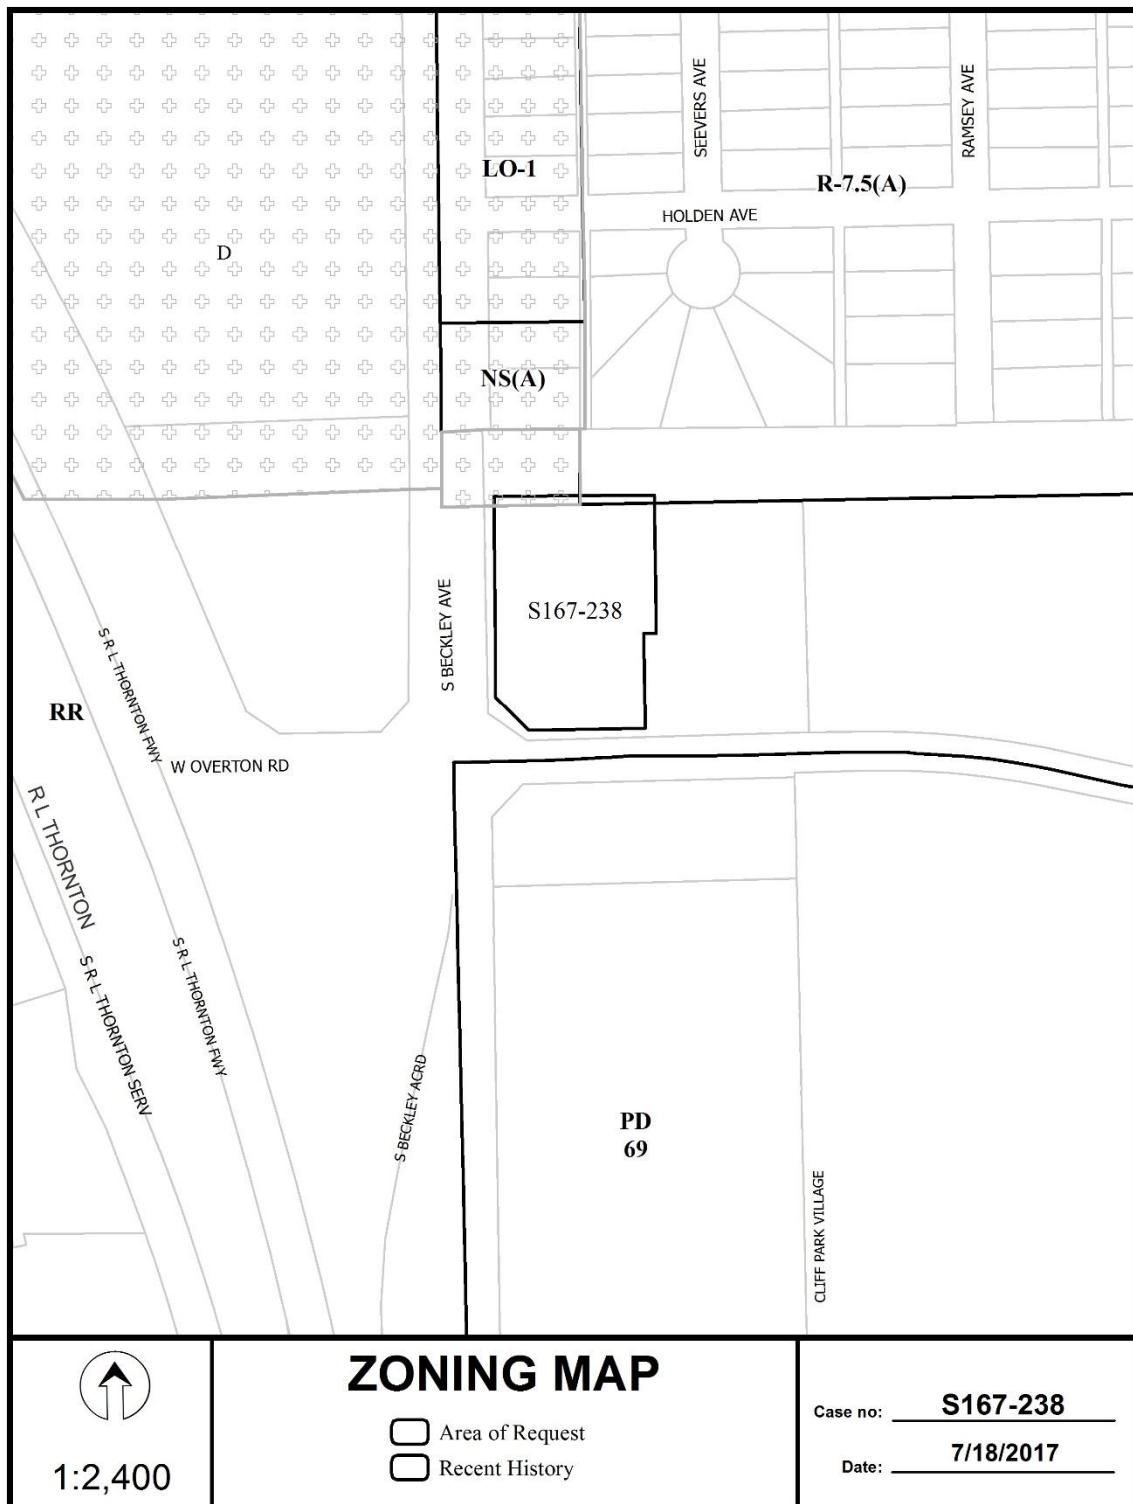 SEEVERS AVE
RAMSEY AVE
LO-1
R-7.5(A)
HOLDEN AVE
D
NS(A)
S BECKLEY AVE
S167-238
S R L THORNTON FWY
RR
W OVERTON RD
R L THORNTON
S R L THORNTON SERV
S R L THORNTON FWY
S BECKLEY ACRD
PD
69
CLIFF PARK VILLAGE
1:2,400
ZONING MAP
Area of Request
Recent History
Case no: S167-238
Date: 7/18/2017